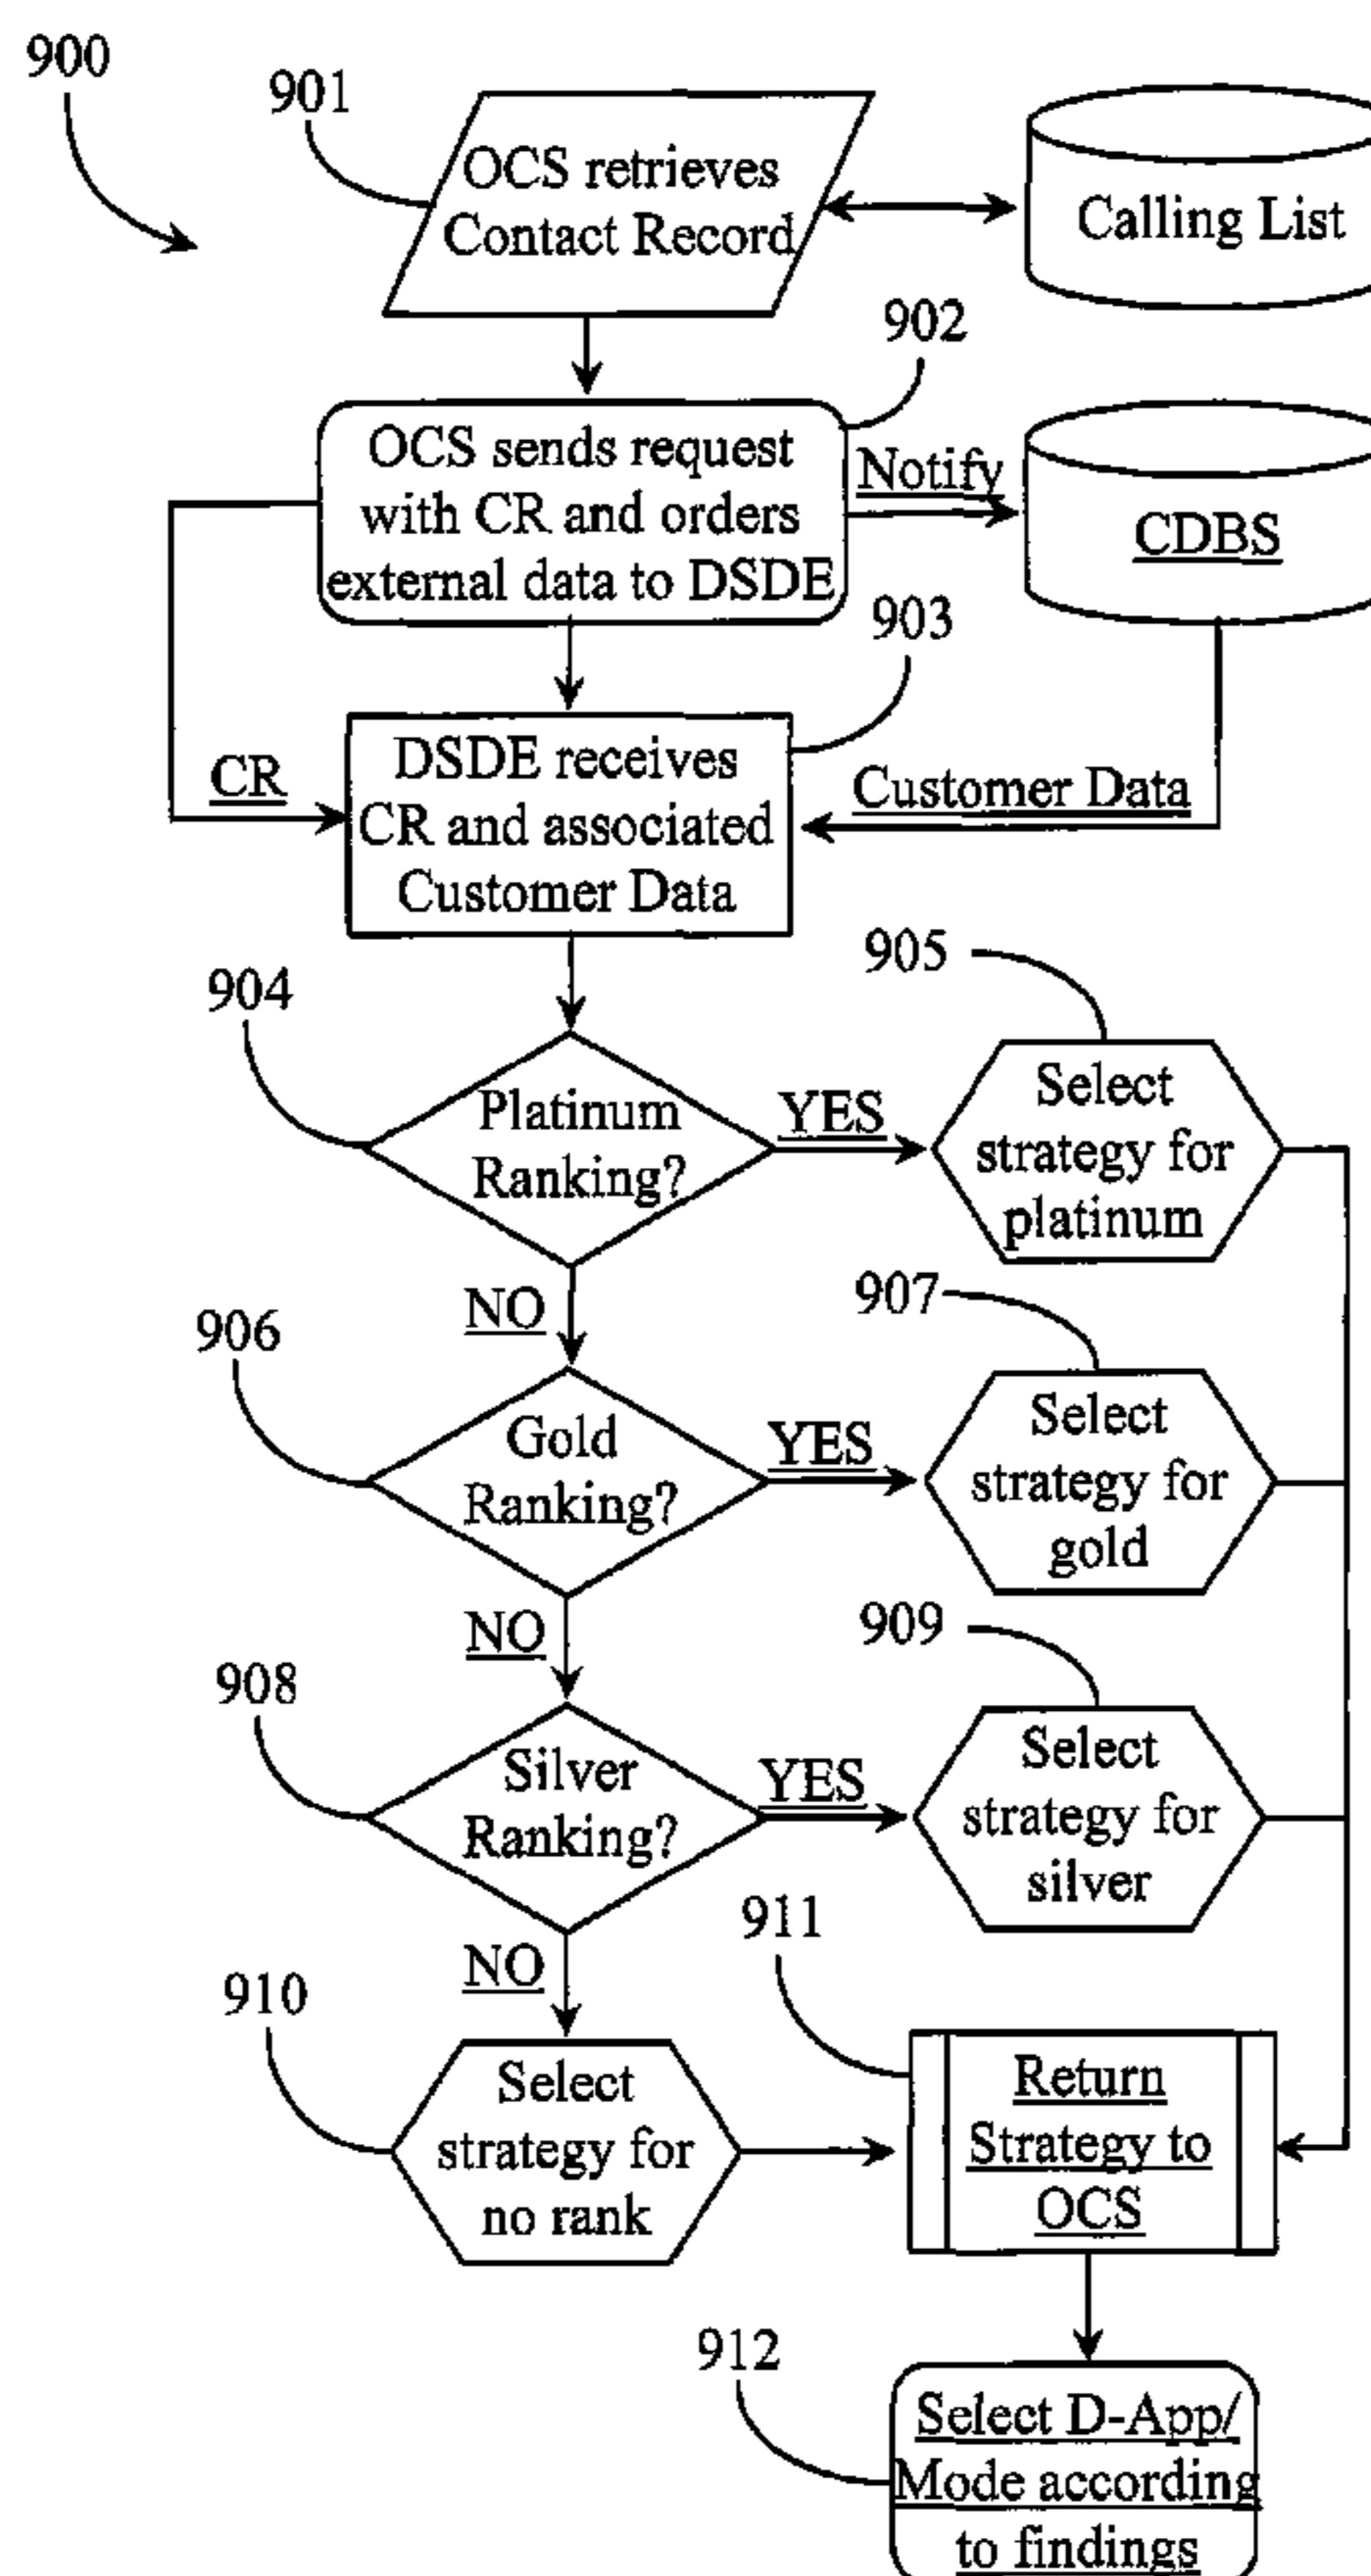 900
901
OCS retrieves
Contact Record
Calling List
902
OCS sends request
with CR and orders
external data to DSDE
Notify
CDBS
903
CR
DSDE receives
CR and associated
Customer Data
Customer Data
904
Platinum
Ranking?
YES
905
Select
strategy for
platinum
NO
906
Gold
Ranking?
YES
907
Select
strategy for
gold
NO
908
Silver
Ranking?
YES
909
Select
strategy for
silver
NO
910
Select
strategy for
no rank
911
Return
Strategy to
OCS
912
Select D-App/
Mode according
to findings